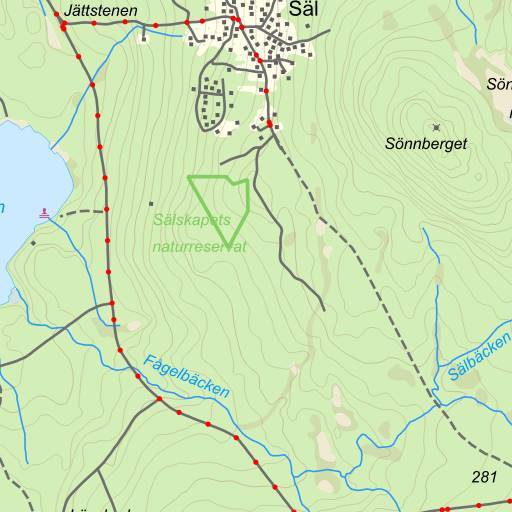 Jättstenen
Säl
Sönnberget
Sälskapets
naturreservat
Fågelbäcken
Sälbäcken
281